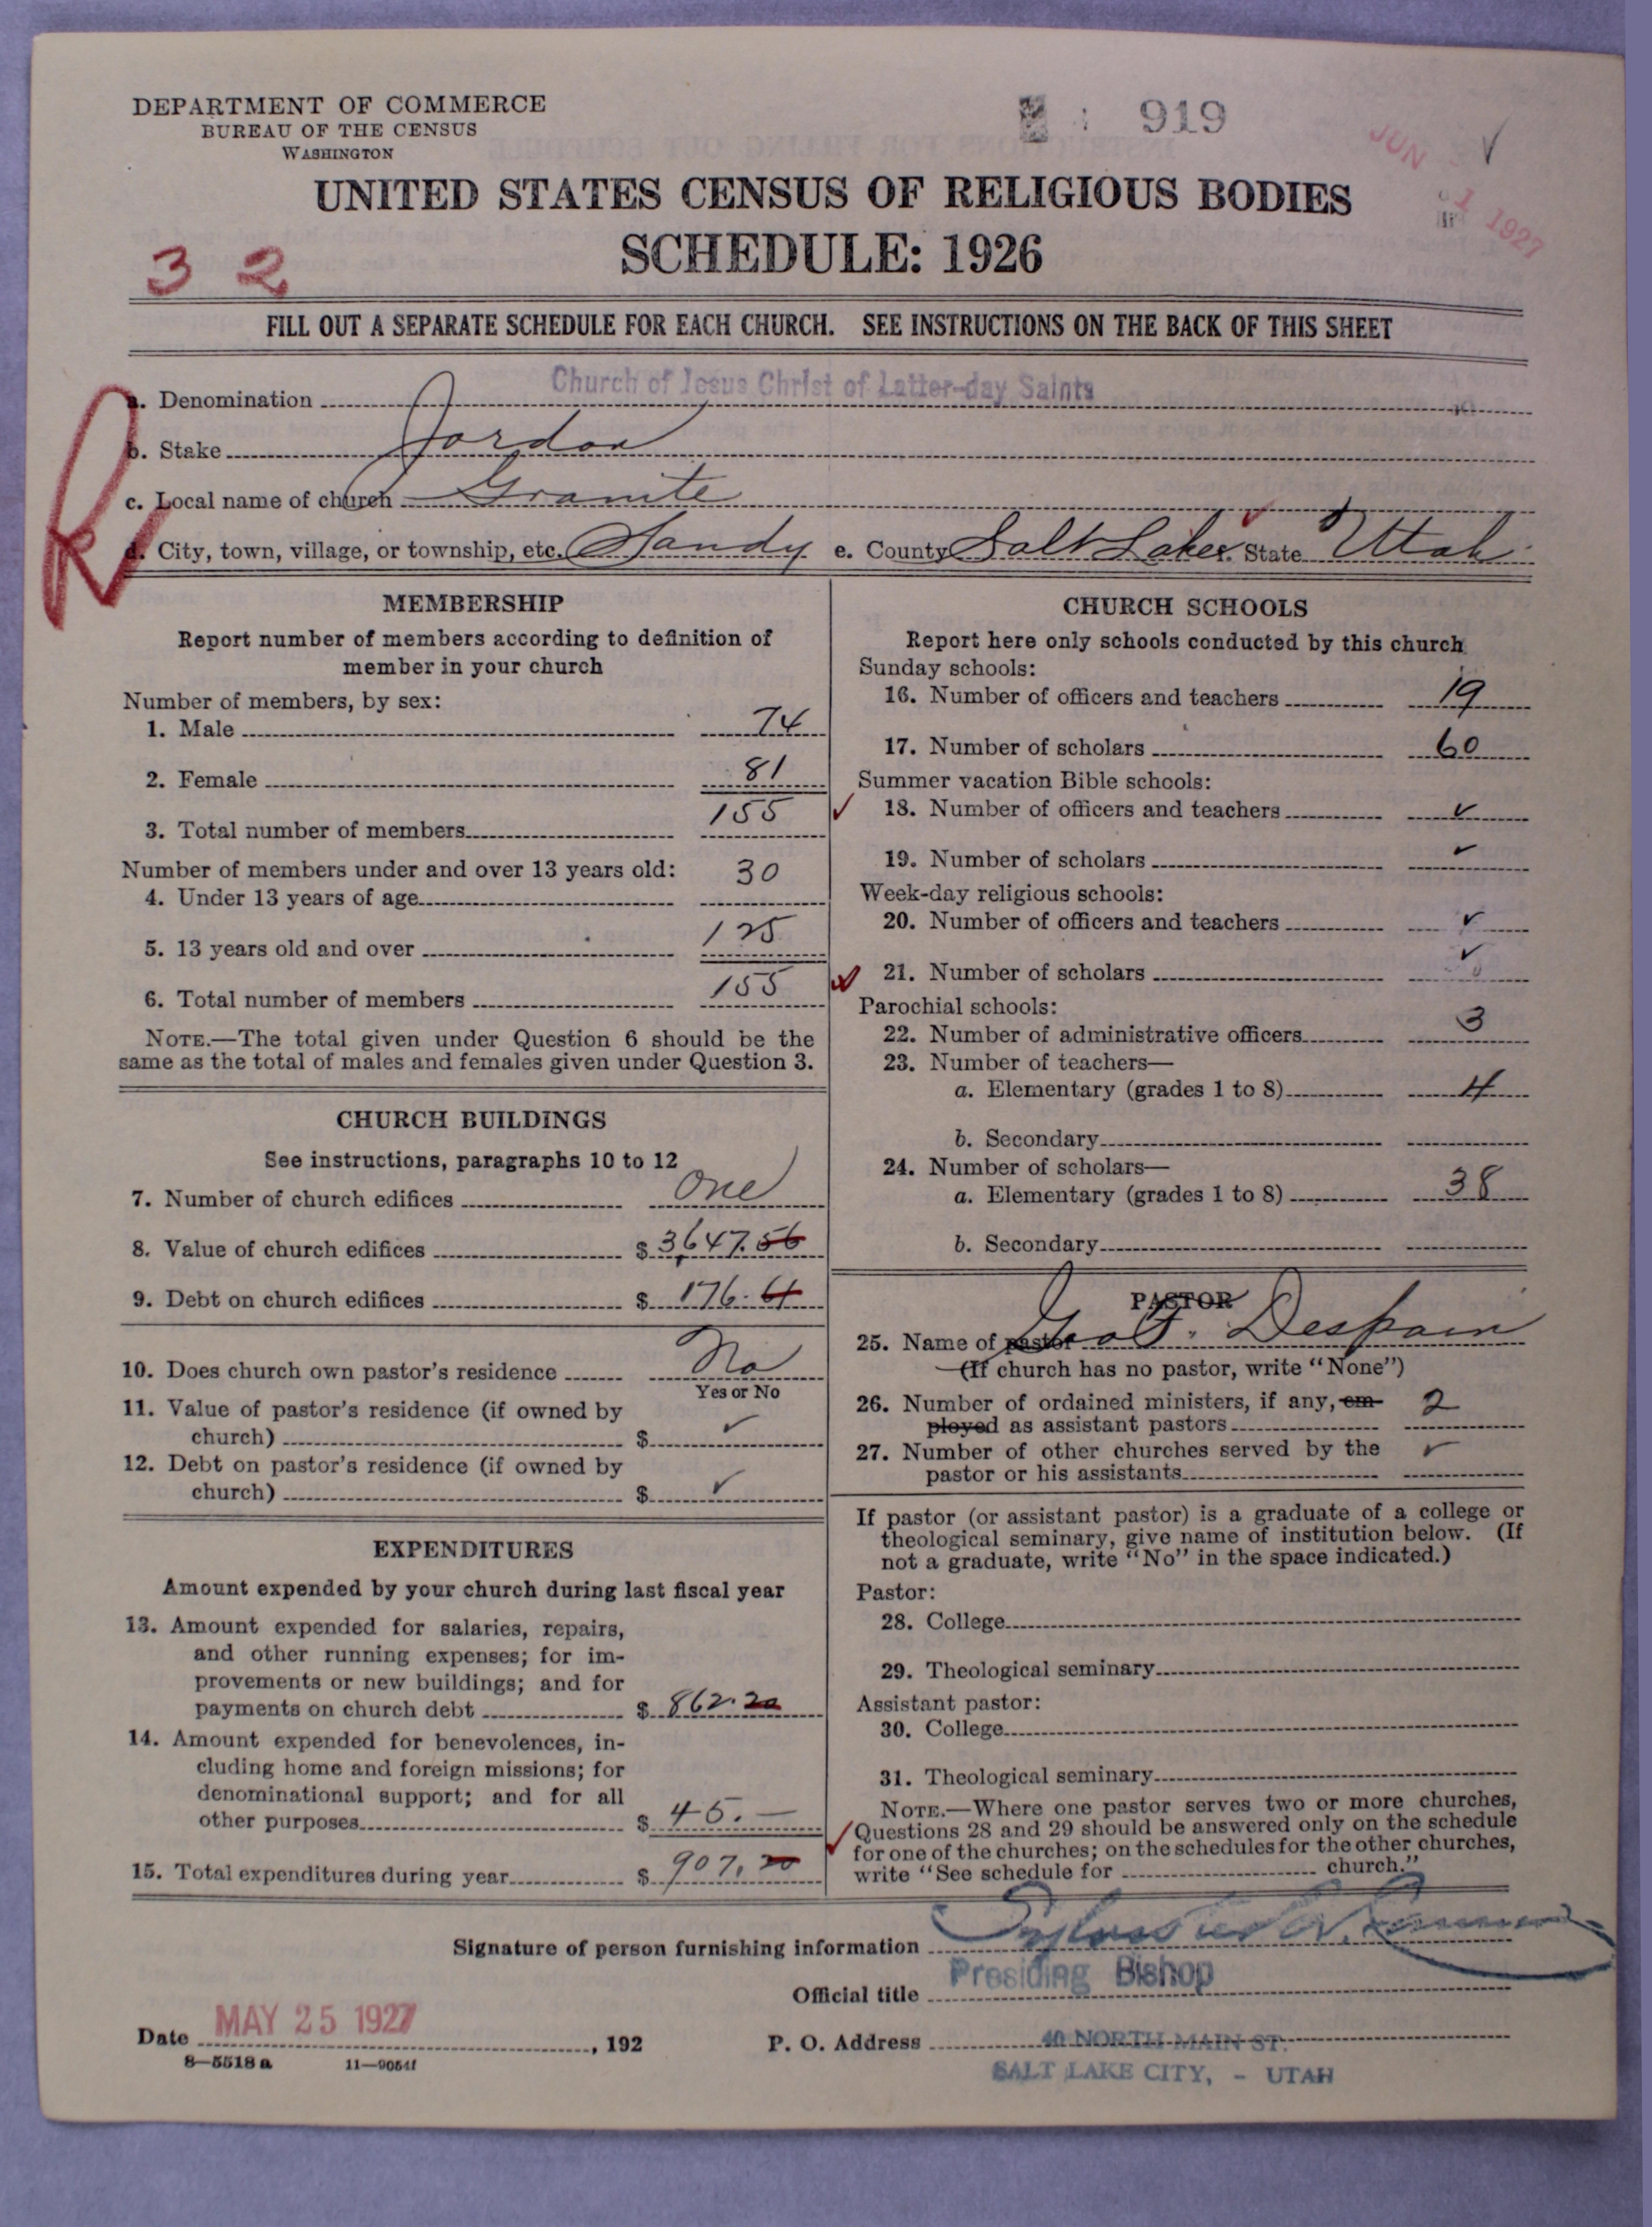 DEPARTMENT OF COMMERCE
BUREAU OF THE CENSUS
WASHINGTON
919
JUN 1 1927
UNITED STATES CENSUS OF RELIGIOUS BODIES
SCHEDULE: 1926
3 2
FILL OUT A SEPARATE SCHEDULE FOR EACH CHURCH. SEE INSTRUCTIONS ON THE BACK OF THIS SHEET
a. Denomination Church of Jesus Christ of Latter-day Saints
b. Stake Jordan
c. Local name of church Granite
d. City, town, village, or township, etc. Sandy e. County Salt Lake f. State Utah
MEMBERSHIP
Report number of members according to definition of
member in your church
Number of members, by sex:
1. Male 74
2. Female 81
3. Total number of members 155
Number of members under and over 13 years old:
4. Under 13 years of age 30
5. 13 years old and over 125
6. Total number of members 155
NOTE.—The total given under Question 6 should be the
same as the total of males and females given under Question 3.
CHURCH BUILDINGS
See instructions, paragraphs 10 to 12
7. Number of church edifices One
8. Value of church edifices $ 3,647.56
9. Debt on church edifices $ 176.
10. Does church own pastor's residence No
Yes or No
11. Value of pastor's residence (if owned by
church) $ ✓
12. Debt on pastor's residence (if owned by
church) $ ✓
EXPENDITURES
Amount expended by your church during last fiscal year
13. Amount expended for salaries, repairs,
and other running expenses; for im-
provements or new buildings; and for
payments on church debt $ 862.20
14. Amount expended for benevolences, in-
cluding home and foreign missions; for
denominational support; and for all
other purposes $ 45.—
15. Total expenditures during year $ 907.20
CHURCH SCHOOLS
Report here only schools conducted by this church
Sunday schools:
16. Number of officers and teachers 19
17. Number of scholars 60
Summer vacation Bible schools:
18. Number of officers and teachers ✓
19. Number of scholars ✓
Week-day religious schools:
20. Number of officers and teachers ✓
21. Number of scholars ✓
Parochial schools:
22. Number of administrative officers 3
23. Number of teachers—
a. Elementary (grades 1 to 8) 4
b. Secondary
24. Number of scholars—
a. Elementary (grades 1 to 8) 38
b. Secondary
PASTOR
25. Name of pastor Geo F. Despain
(If church has no pastor, write "None")
26. Number of ordained ministers, if any, em-
ployed as assistant pastors 2
27. Number of other churches served by the
pastor or his assistants ✓
If pastor (or assistant pastor) is a graduate of a college or
theological seminary, give name of institution below. (If
not a graduate, write "No" in the space indicated.)
Pastor:
28. College
29. Theological seminary
Assistant pastor:
30. College
31. Theological seminary
NOTE.—Where one pastor serves two or more churches,
Questions 28 and 29 should be answered only on the schedule
for one of the churches; on the schedules for the other churches,
write "See schedule for church."
Signature of person furnishing information
Official title Presiding Bishop
Date MAY 25 1927, 192
P. O. Address 40 NORTH MAIN ST.
SALT LAKE CITY, - UTAH
8—5518 a 11—9054f